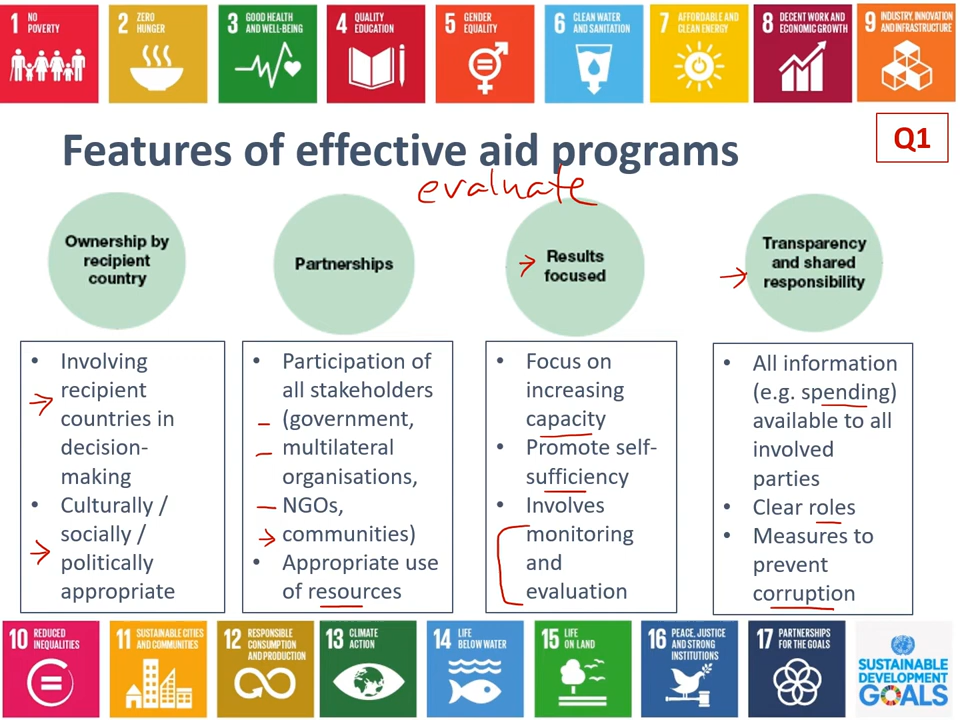 1 NO POVERTY
2 ZERO HUNGER
3 GOOD HEALTH AND WELL-BEING
4 QUALITY EDUCATION
5 GENDER EQUALITY
6 CLEAN WATER AND SANITATION
7 AFFORDABLE AND CLEAN ENERGY
8 DECENT WORK AND ECONOMIC GROWTH
9 INDUSTRY, INNOVATION AND INFRASTRUCTURE
Features of effective aid programs
Q1
evaluate
Ownership by
recipient
country
Partnerships
Results
focused
Transparency
and shared
responsibility
• Involving
recipient
countries in
decision-
making
• Culturally /
socially /
politically
appropriate
• Participation of
all stakeholders
(government,
multilateral
organisations,
NGOs,
communities)
• Appropriate use
of resources
• Focus on
increasing
capacity
• Promote self-
sufficiency
• Involves
monitoring
and
evaluation
• All information
(e.g. spending)
available to all
involved
parties
• Clear roles
• Measures to
prevent
corruption
10 REDUCED INEQUALITIES
11 SUSTAINABLE CITIES AND COMMUNITIES
12 RESPONSIBLE CONSUMPTION AND PRODUCTION
13 CLIMATE ACTION
14 LIFE BELOW WATER
15 LIFE ON LAND
16 PEACE, JUSTICE AND STRONG INSTITUTIONS
17 PARTNERSHIPS FOR THE GOALS
SUSTAINABLE
DEVELOPMENT
GOALS